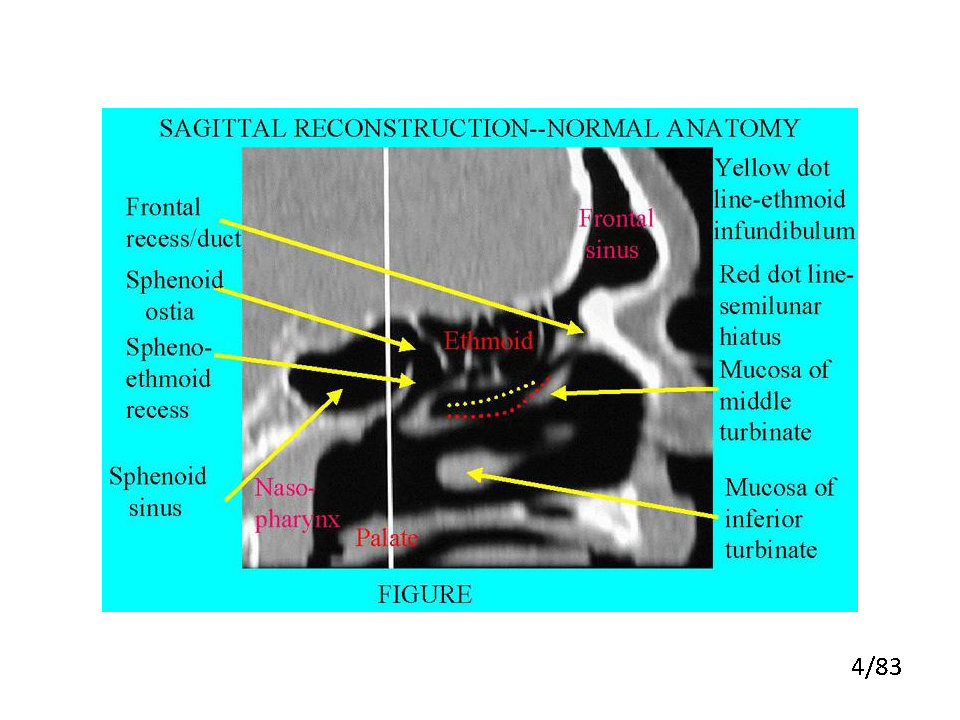 SAGITTAL RECONSTRUCTION--NORMAL ANATOMY
Frontal
recess/duct
Sphenoid
ostia
Spheno-
ethmoid
recess
Sphenoid
sinus
Frontal
sinus
Ethmoid
Naso-
pharynx
Palate
Yellow dot
line-ethmoid
infundibulum
Red dot line-
semilunar
hiatus
Mucosa of
middle
turbinate
Mucosa of
inferior
turbinate
FIGURE
4/83